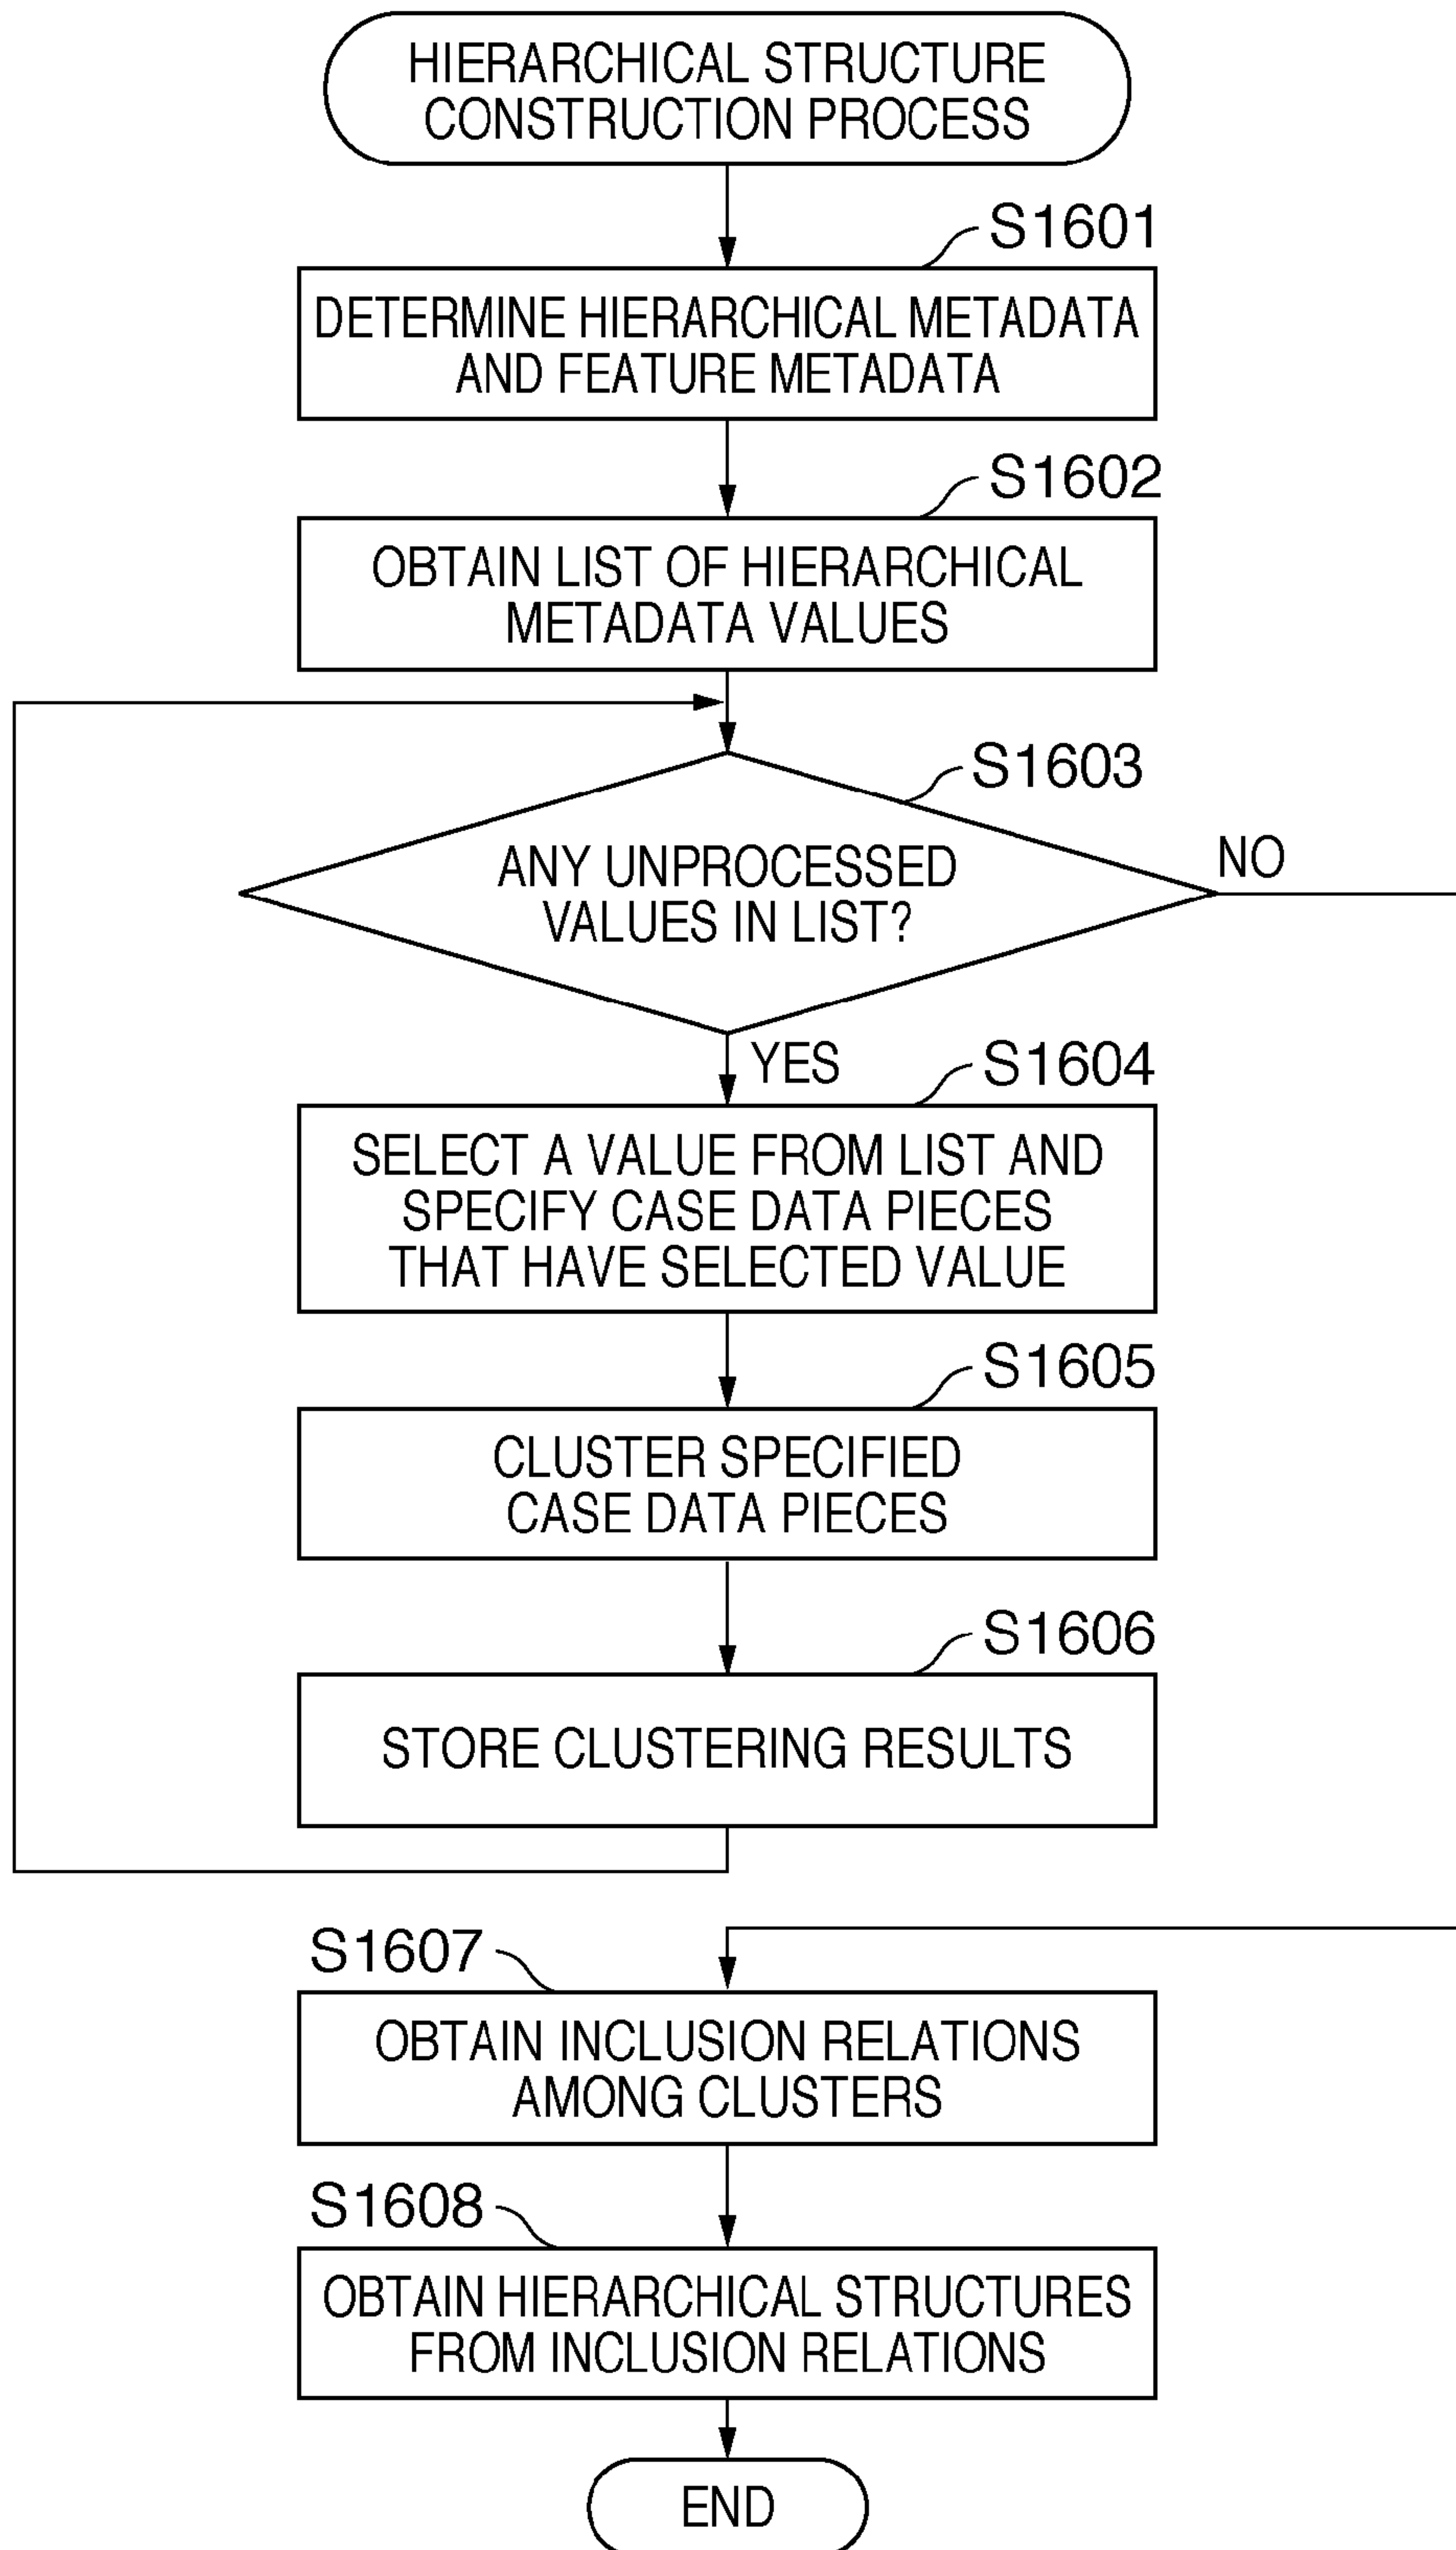 HIERARCHICAL STRUCTURE
CONSTRUCTION PROCESS
S1601
DETERMINE HIERARCHICAL METADATA
AND FEATURE METADATA
S1602
OBTAIN LIST OF HIERARCHICAL
METADATA VALUES
S1603
ANY UNPROCESSED
VALUES IN LIST?
NO
YES
S1604
SELECT A VALUE FROM LIST AND
SPECIFY CASE DATA PIECES
THAT HAVE SELECTED VALUE
S1605
CLUSTER SPECIFIED
CASE DATA PIECES
S1606
STORE CLUSTERING RESULTS
S1607
OBTAIN INCLUSION RELATIONS
AMONG CLUSTERS
S1608
OBTAIN HIERARCHICAL STRUCTURES
FROM INCLUSION RELATIONS
END